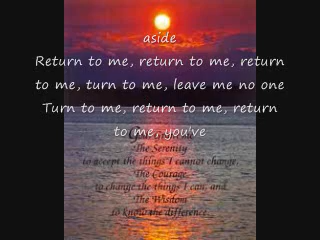 aside
Return to me, return to me, return
to me, turn to me, leave me no one
Turn to me, return to me, return
to me, you've
The Serenity
to accept the things I cannot change,
The Courage
to change the things I can, and
The Wisdom
to know the difference.